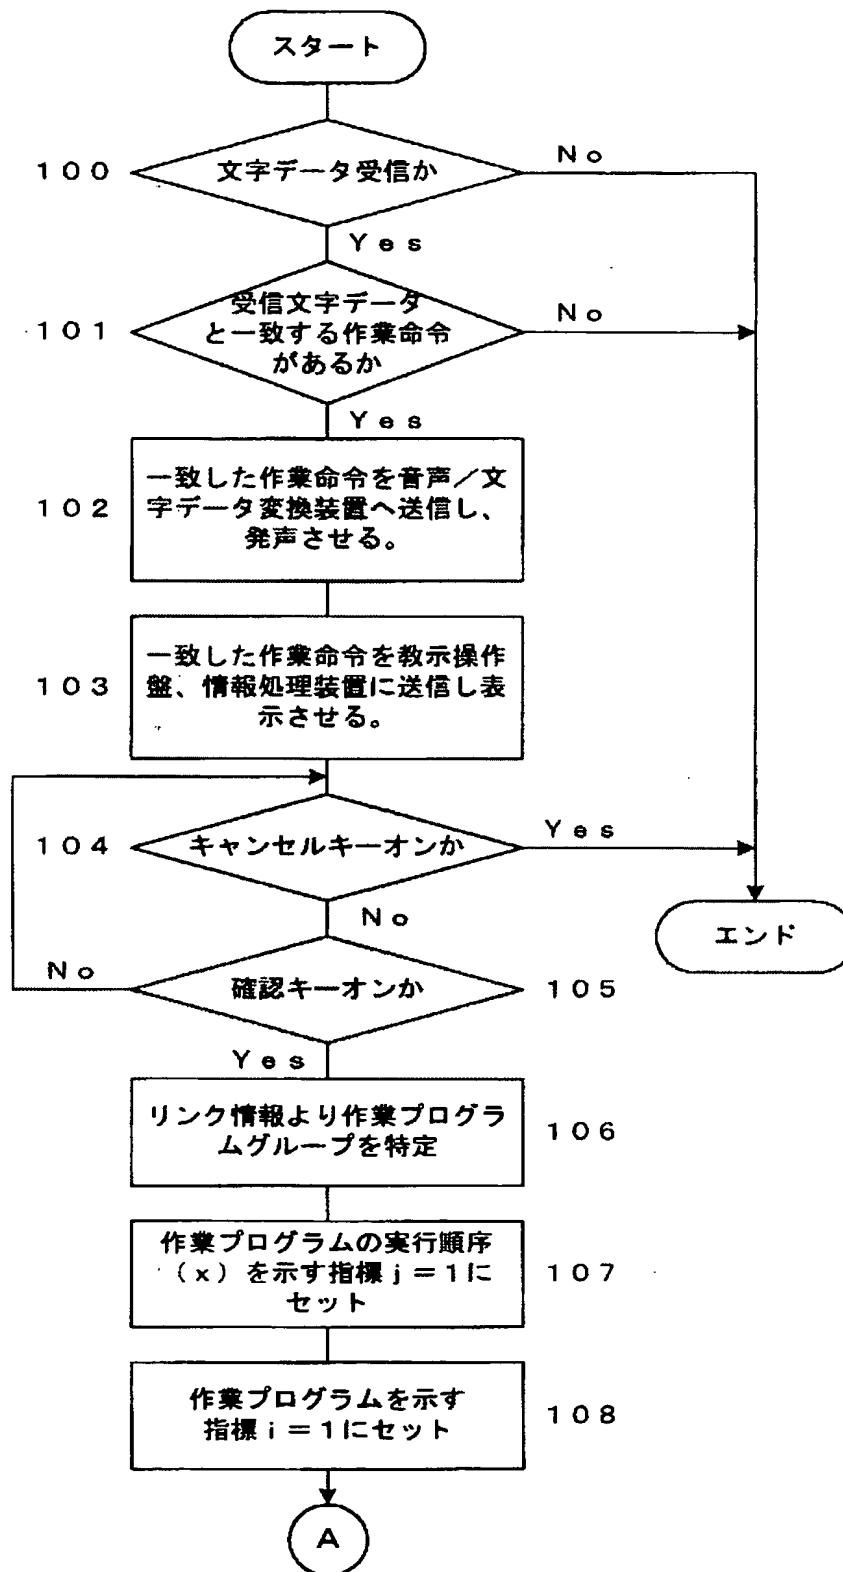 スタート
100
文字データ受信か
No
Yes
101
受信文字データ
と一致する作業命令
があるか
No
Yes
102
一致した作業命令を音声/文
字データ変換装置へ送信し、
発声させる。
103
一致した作業命令を教示操作
盤、情報処理装置に送信し表
示させる。
104
キャンセルキーオンか
Yes
No
エンド
No
確認キーオンか
105
Yes
リンク情報より作業プログラ
ムグループを特定
106
作業プログラムの実行順序
(x)を示す指標j=1に
セット
107
作業プログラムを示す
指標i=1にセット
108
A